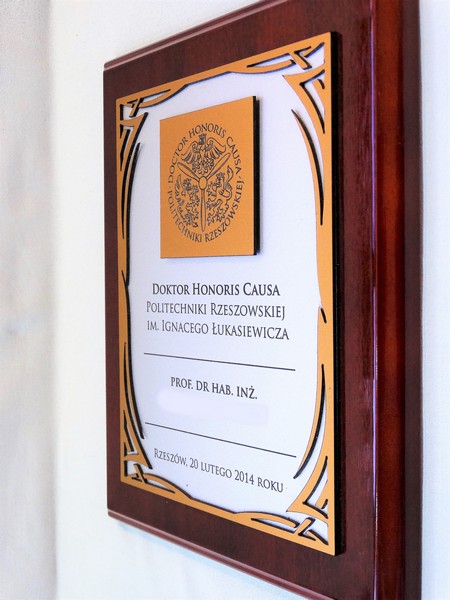 DOCTOR HONORIS CAUSA
POLITECHNIKI RZESZOWSKIEJ
DOKTOR HONORIS CAUSA
POLITECHNIKI RZESZOWSKIEJ
IM. IGNACEGO ŁUKASIEWICZA
PROF. DR HAB. INŻ.
RZESZÓW, 20 LUTEGO 2014 ROKU